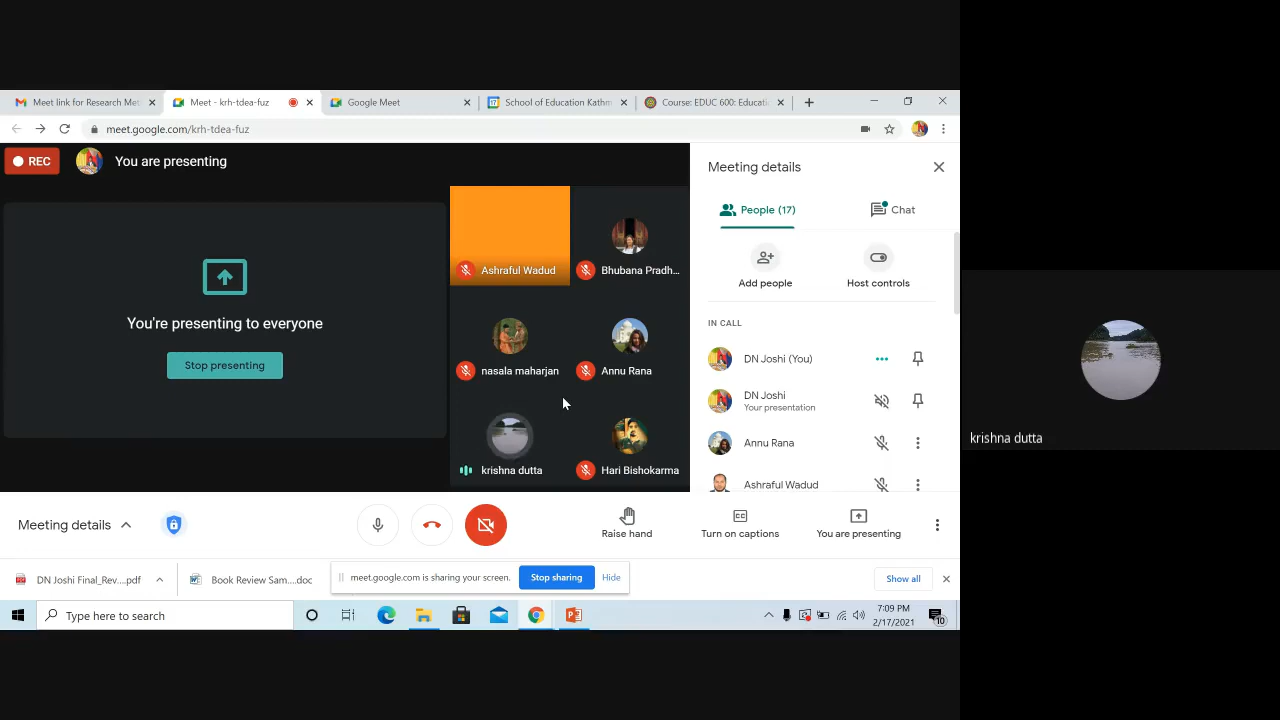 Meet link for Research Met
Meet - krh-tdea-fuz
Google Meet
School of Education Kathm
Course: EDUC 600: Educatio
meet.google.com/krh-tdea-fuz
REC
You are presenting
Meeting details
People (17)
Chat
Add people
Host controls
IN CALL
DN Joshi (You)
DN Joshi
Your presentation
Annu Rana
Ashraful Wadud
You're presenting to everyone
Stop presenting
Ashraful Wadud
Bhubana Pradh...
nasala maharjan
Annu Rana
krishna dutta
Hari Bishokarma
krishna dutta
Meeting details
Raise hand
Turn on captions
You are presenting
DN Joshi Final_Rev....pdf
Book Review Sam....doc
meet.google.com is sharing your screen.
Stop sharing
Hide
Show all
Type here to search
7:09 PM
2/17/2021
10